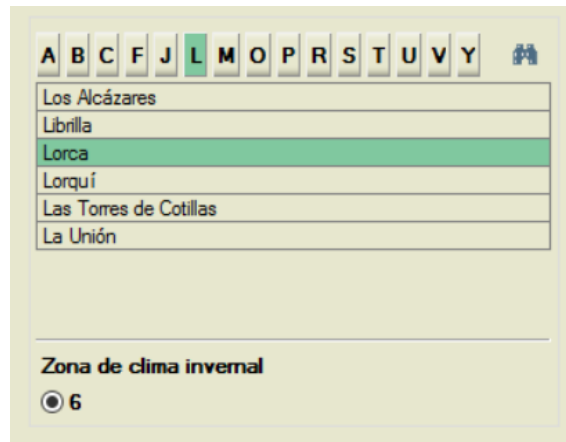 A B C F J L M O P R S T U V Y
Los Alcázares
Librilla
Lorca
Lorquí
Las Torres de Cotillas
La Unión
Zona de clima invernal
6